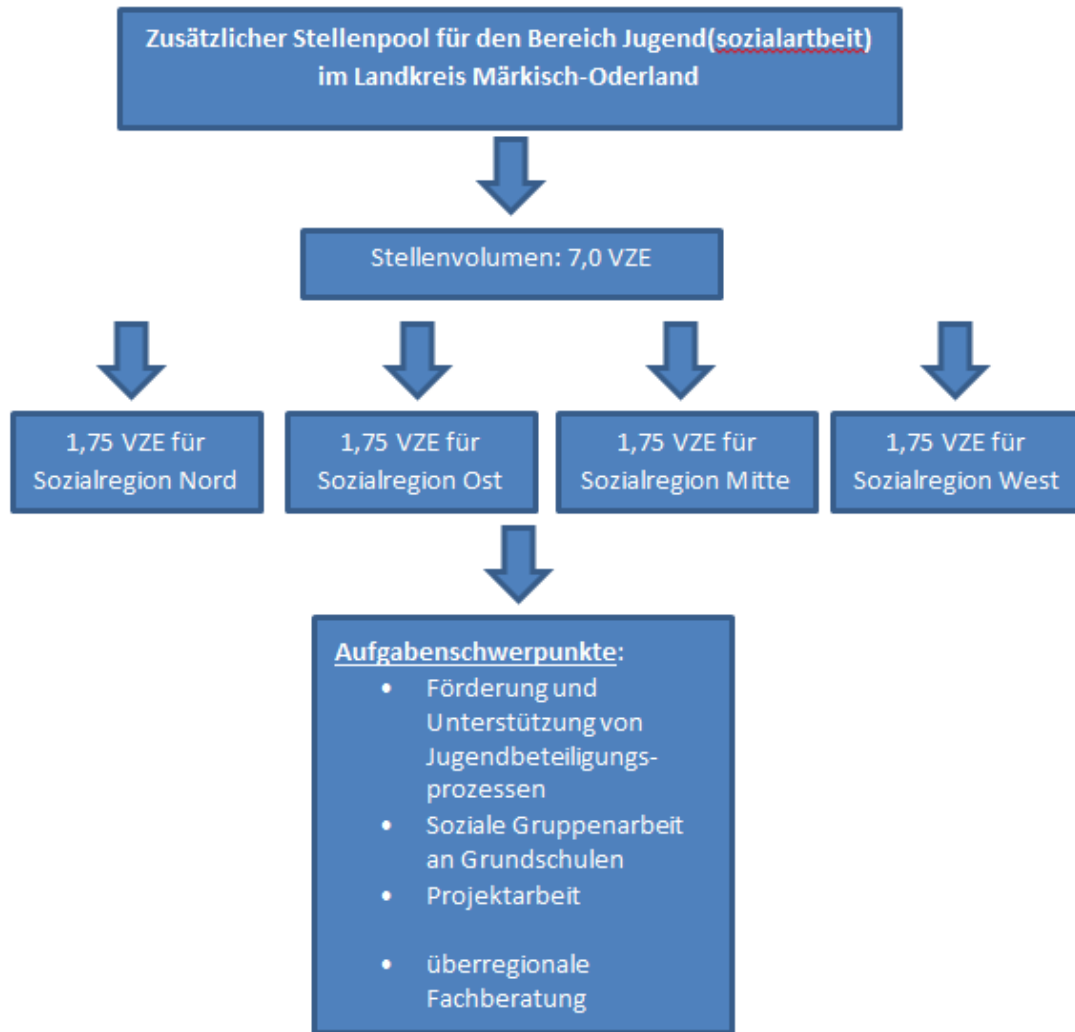 Zusätzlicher Stellenpool für den Bereich Jugend(sozialartbeit)
im Landkreis Märkisch-Oderland
Stellenvolumen: 7,0 VZE
1,75 VZE für
Sozialregion Nord
1,75 VZE für
Sozialregion Ost
1,75 VZE für
Sozialregion Mitte
1,75 VZE für
Sozialregion West
Aufgabenschwerpunkte:
• Förderung und
Unterstützung von
Jugendbeteiligungs-
prozessen
• Soziale Gruppenarbeit
an Grundschulen
• Projektarbeit
• überregionale
Fachberatung